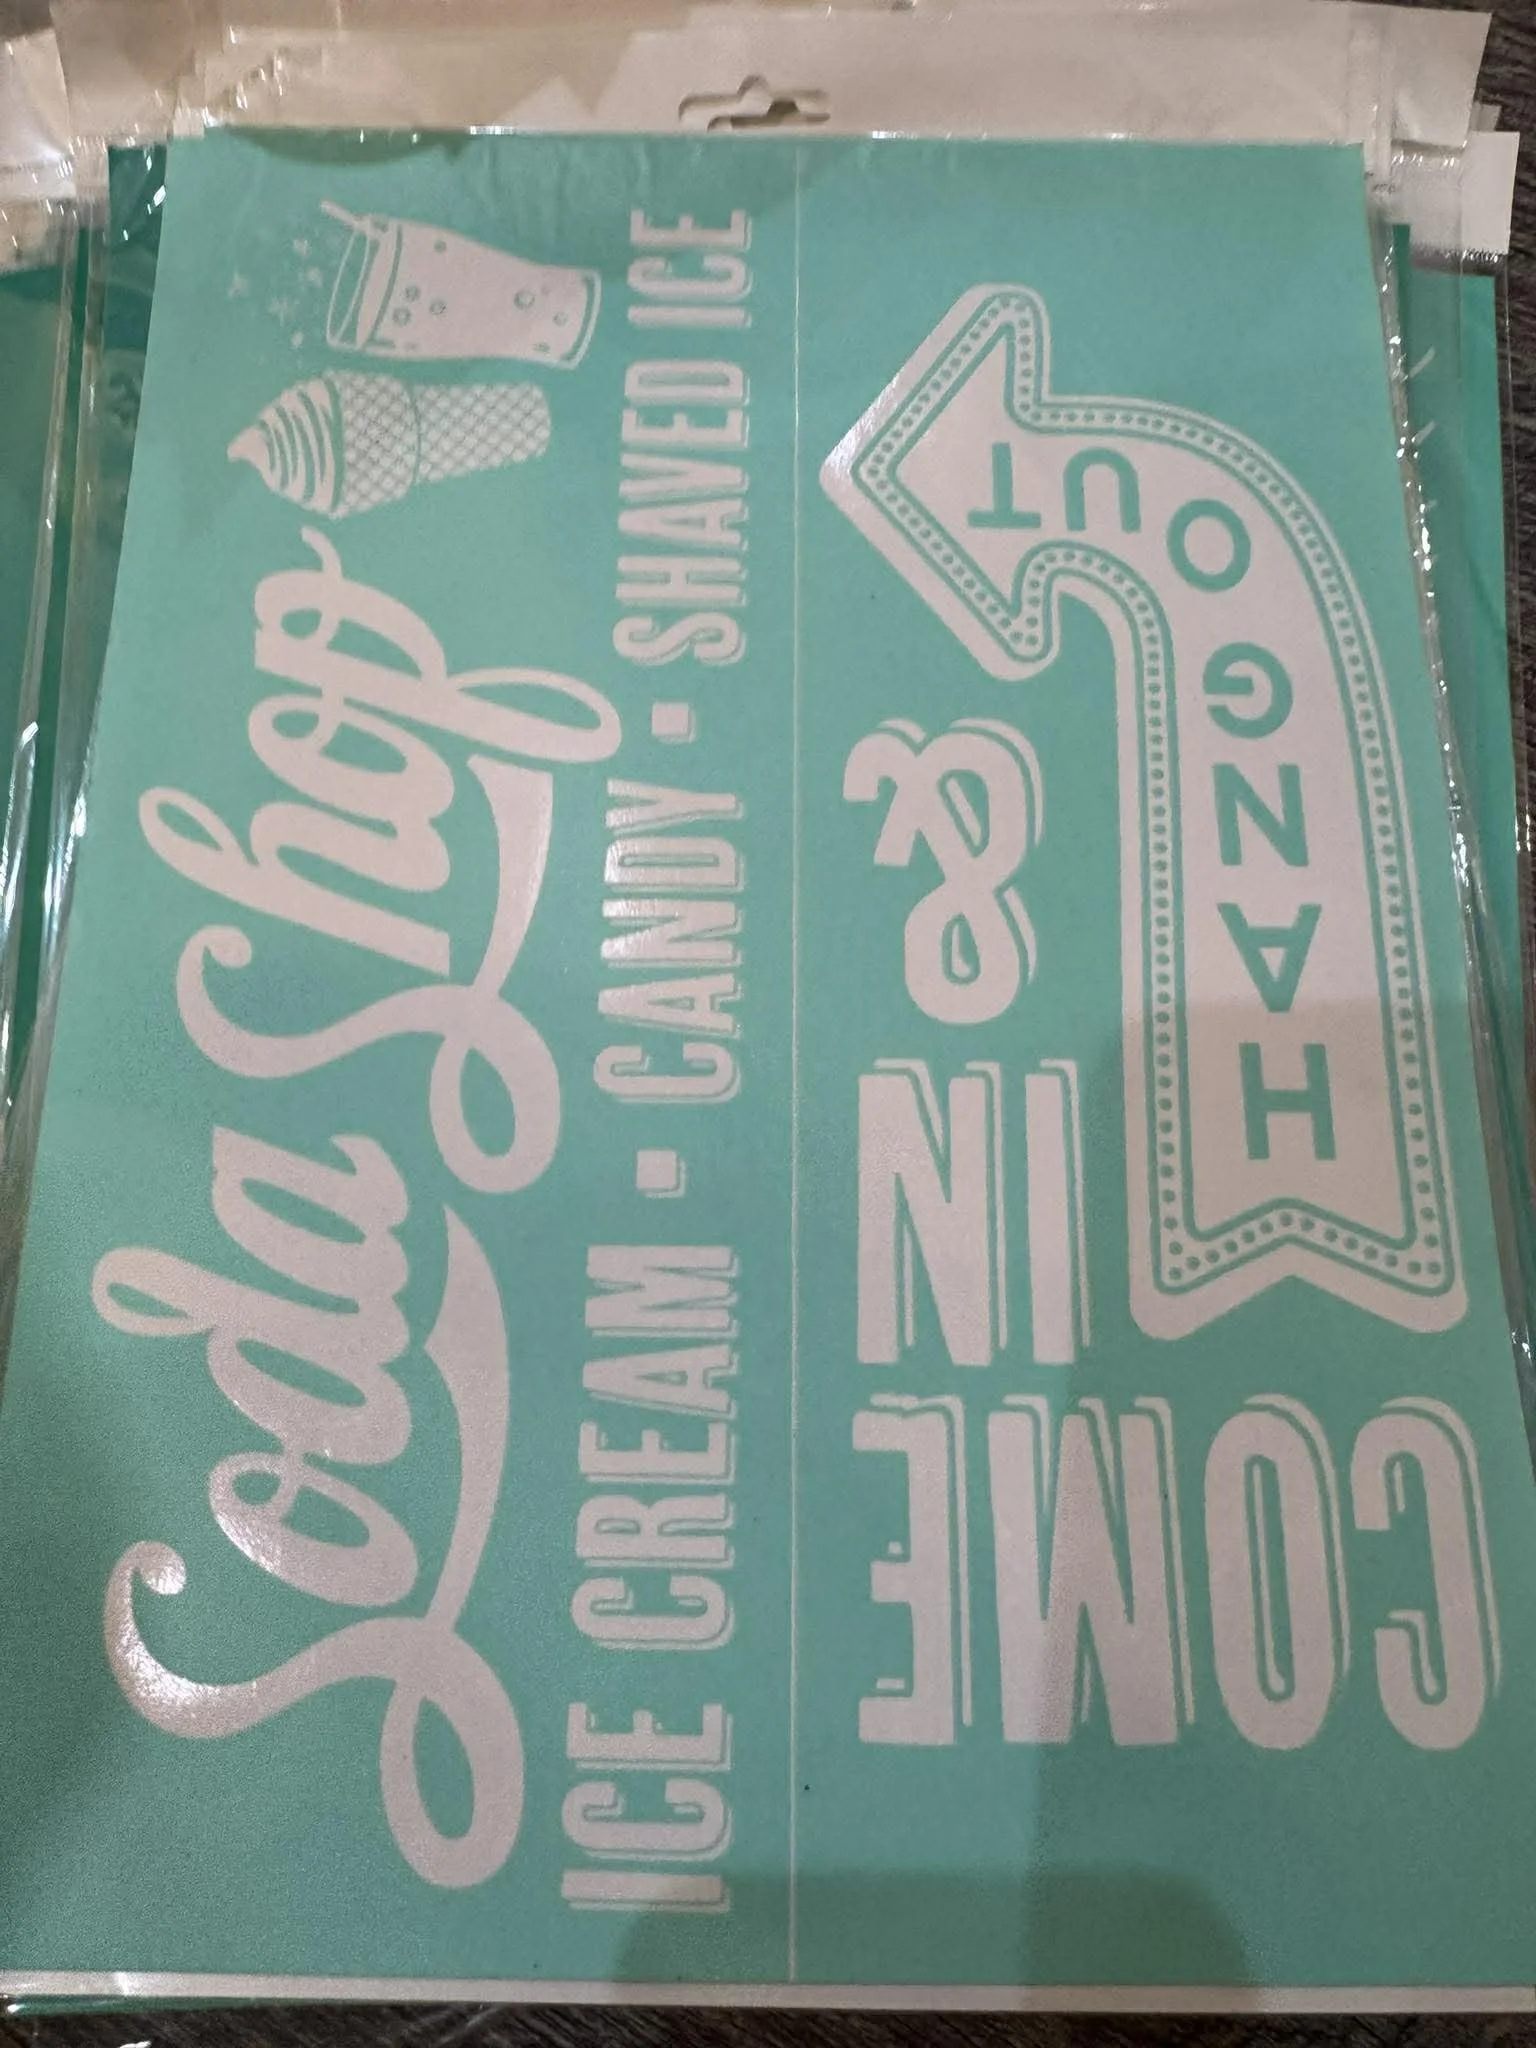 Soda Shop
ICE CREAM ▪ CANDY ▪ SHAVED ICE
COME
IN
&
HANG OUT